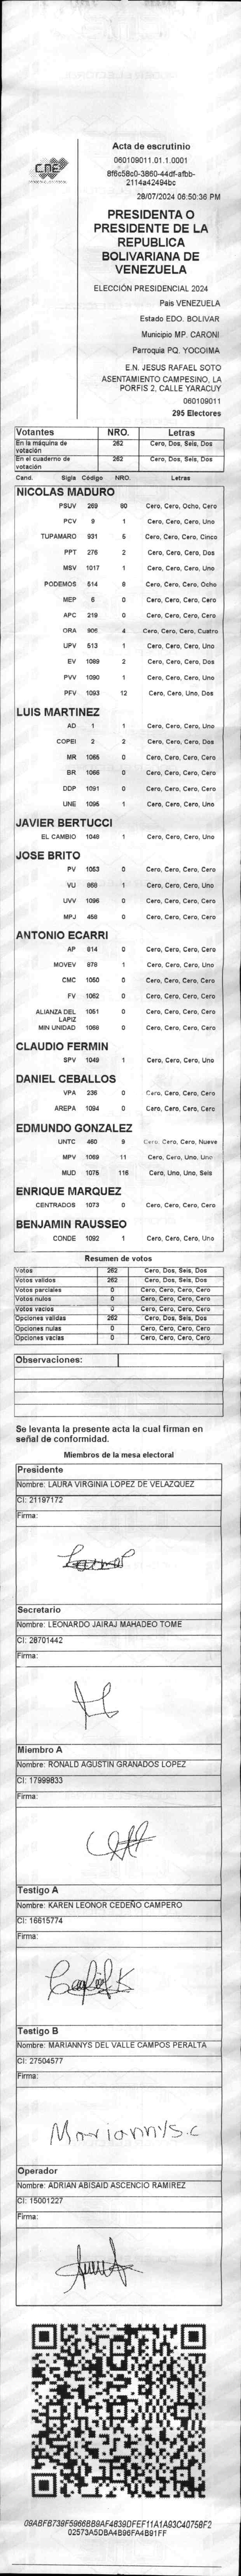 CNE
Acta de escrutinio
060109011.01.1.0001
8f6c58c0-3860-44df-afbb-
2114a42494bc
28/07/2024 06:50:36 PM
PRESIDENTA O
PRESIDENTE DE LA
REPUBLICA
BOLIVARIANA DE
VENEZUELA
ELECCIÓN PRESIDENCIAL 2024
Pais VENEZUELA
Estado EDO. BOLIVAR
Municipio MP. CARONI
Parroquia PQ. YOCOIMA
E.N. JESUS RAFAEL SOTO
ASENTAMIENTO CAMPESINO, LA
PORFIS 2, CALLE YARACUY
060109011
295 Electores
Votantes NRO. Letras
En la máquina de votación 262 Cero, Dos, Seis, Dos
En el cuaderno de votación 262 Cero, Dos, Seis, Dos
Cand. Sigla Código NRO. Letras
NICOLAS MADURO
PSUV 269 80 Cero, Cero, Ocho, Cero
PCV 9 1 Cero, Cero, Cero, Uno
TUPAMARO 931 5 Cero, Cero, Cero, Cinco
PPT 276 2 Cero, Cero, Cero, Dos
MSV 1017 1 Cero, Cero, Cero, Uno
PODEMOS 514 8 Cero, Cero, Cero, Ocho
MEP 6 0 Cero, Cero, Cero, Cero
APC 219 0 Cero, Cero, Cero, Cero
ORA 905 4 Cero, Cero, Cero, Cuatro
UPV 513 1 Cero, Cero, Cero, Uno
EV 1089 2 Cero, Cero, Cero, Dos
PVV 1090 1 Cero, Cero, Cero, Uno
PFV 1093 12 Cero, Cero, Uno, Dos
LUIS MARTINEZ
AD 1 1 Cero, Cero, Cero, Uno
COPEI 2 2 Cero, Cero, Cero, Dos
MR 1065 0 Cero, Cero, Cero, Cero
BR 1066 0 Cero, Cero, Cero, Cero
DDP 1091 0 Cero, Cero, Cero, Cero
UNE 1095 1 Cero, Cero, Cero, Uno
JAVIER BERTUCCI
EL CAMBIO 1048 1 Cero, Cero, Cero, Uno
JOSE BRITO
PV 1053 0 Cero, Cero, Cero, Cero
VU 868 1 Cero, Cero, Cero, Uno
UVV 1096 0 Cero, Cero, Cero, Cero
MPJ 458 0 Cero, Cero, Cero, Cero
ANTONIO ECARRI
AP 814 0 Cero, Cero, Cero, Cero
MOVEV 878 1 Cero, Cero, Cero, Uno
CMC 1050 0 Cero, Cero, Cero, Cero
FV 1062 0 Cero, Cero, Cero, Cero
ALIANZA DEL LAPIZ 1051 0 Cero, Cero, Cero, Cero
MIN UNIDAD 1068 0 Cero, Cero, Cero, Cero
CLAUDIO FERMIN
SPV 1049 1 Cero, Cero, Cero, Uno
DANIEL CEBALLOS
VPA 236 0 Cero, Cero, Cero, Cero
AREPA 1094 0 Cero, Cero, Cero, Cero
EDMUNDO GONZALEZ
UNTC 460 9 Cero, Cero, Cero, Nueve
MPV 1069 11 Cero, Cero, Uno, Uno
MUD 1075 116 Cero, Uno, Uno, Seis
ENRIQUE MARQUEZ
CENTRADOS 1073 0 Cero, Cero, Cero, Cero
BENJAMIN RAUSSEO
CONDE 1092 1 Cero, Cero, Cero, Uno
Resumen de votos
Votos 262 Cero, Dos, Seis, Dos
Votos validos 262 Cero, Dos, Seis, Dos
Votos parciales 0 Cero, Cero, Cero, Cero
Votos nulos 0 Cero, Cero, Cero, Cero
Votos vacios 0 Cero, Cero, Cero, Cero
Opciones validas 262 Cero, Dos, Seis, Dos
Opciones nulas 0 Cero, Cero, Cero, Cero
Opciones vacias 0 Cero, Cero, Cero, Cero
Observaciones:
Se levanta la presente acta la cual firman en
señal de conformidad.
Miembros de la mesa electoral
Presidente
Nombre: LAURA VIRGINIA LOPEZ DE VELAZQUEZ
CI: 21197172
Firma:
Secretario
Nombre: LEONARDO JAIRAJ MAHADEO TOME
CI: 28701442
Firma:
Miembro A
Nombre: RONALD AGUSTIN GRANADOS LOPEZ
CI: 17999833
Firma:
Testigo A
Nombre: KAREN LEONOR CEDEÑO CAMPERO
CI: 16615774
Firma:
Testigo B
Nombre: MARIANNYS DEL VALLE CAMPOS PERALTA
CI: 27504577
Firma:
Mariannys.c
Operador
Nombre: ADRIAN ABISAID ASCENCIO RAMIREZ
CI: 15001227
Firma:
09ABFB739F5966BB9AF4839DFEF11A1A93C40758F2
02573A5DBA4B96FA4B91FF